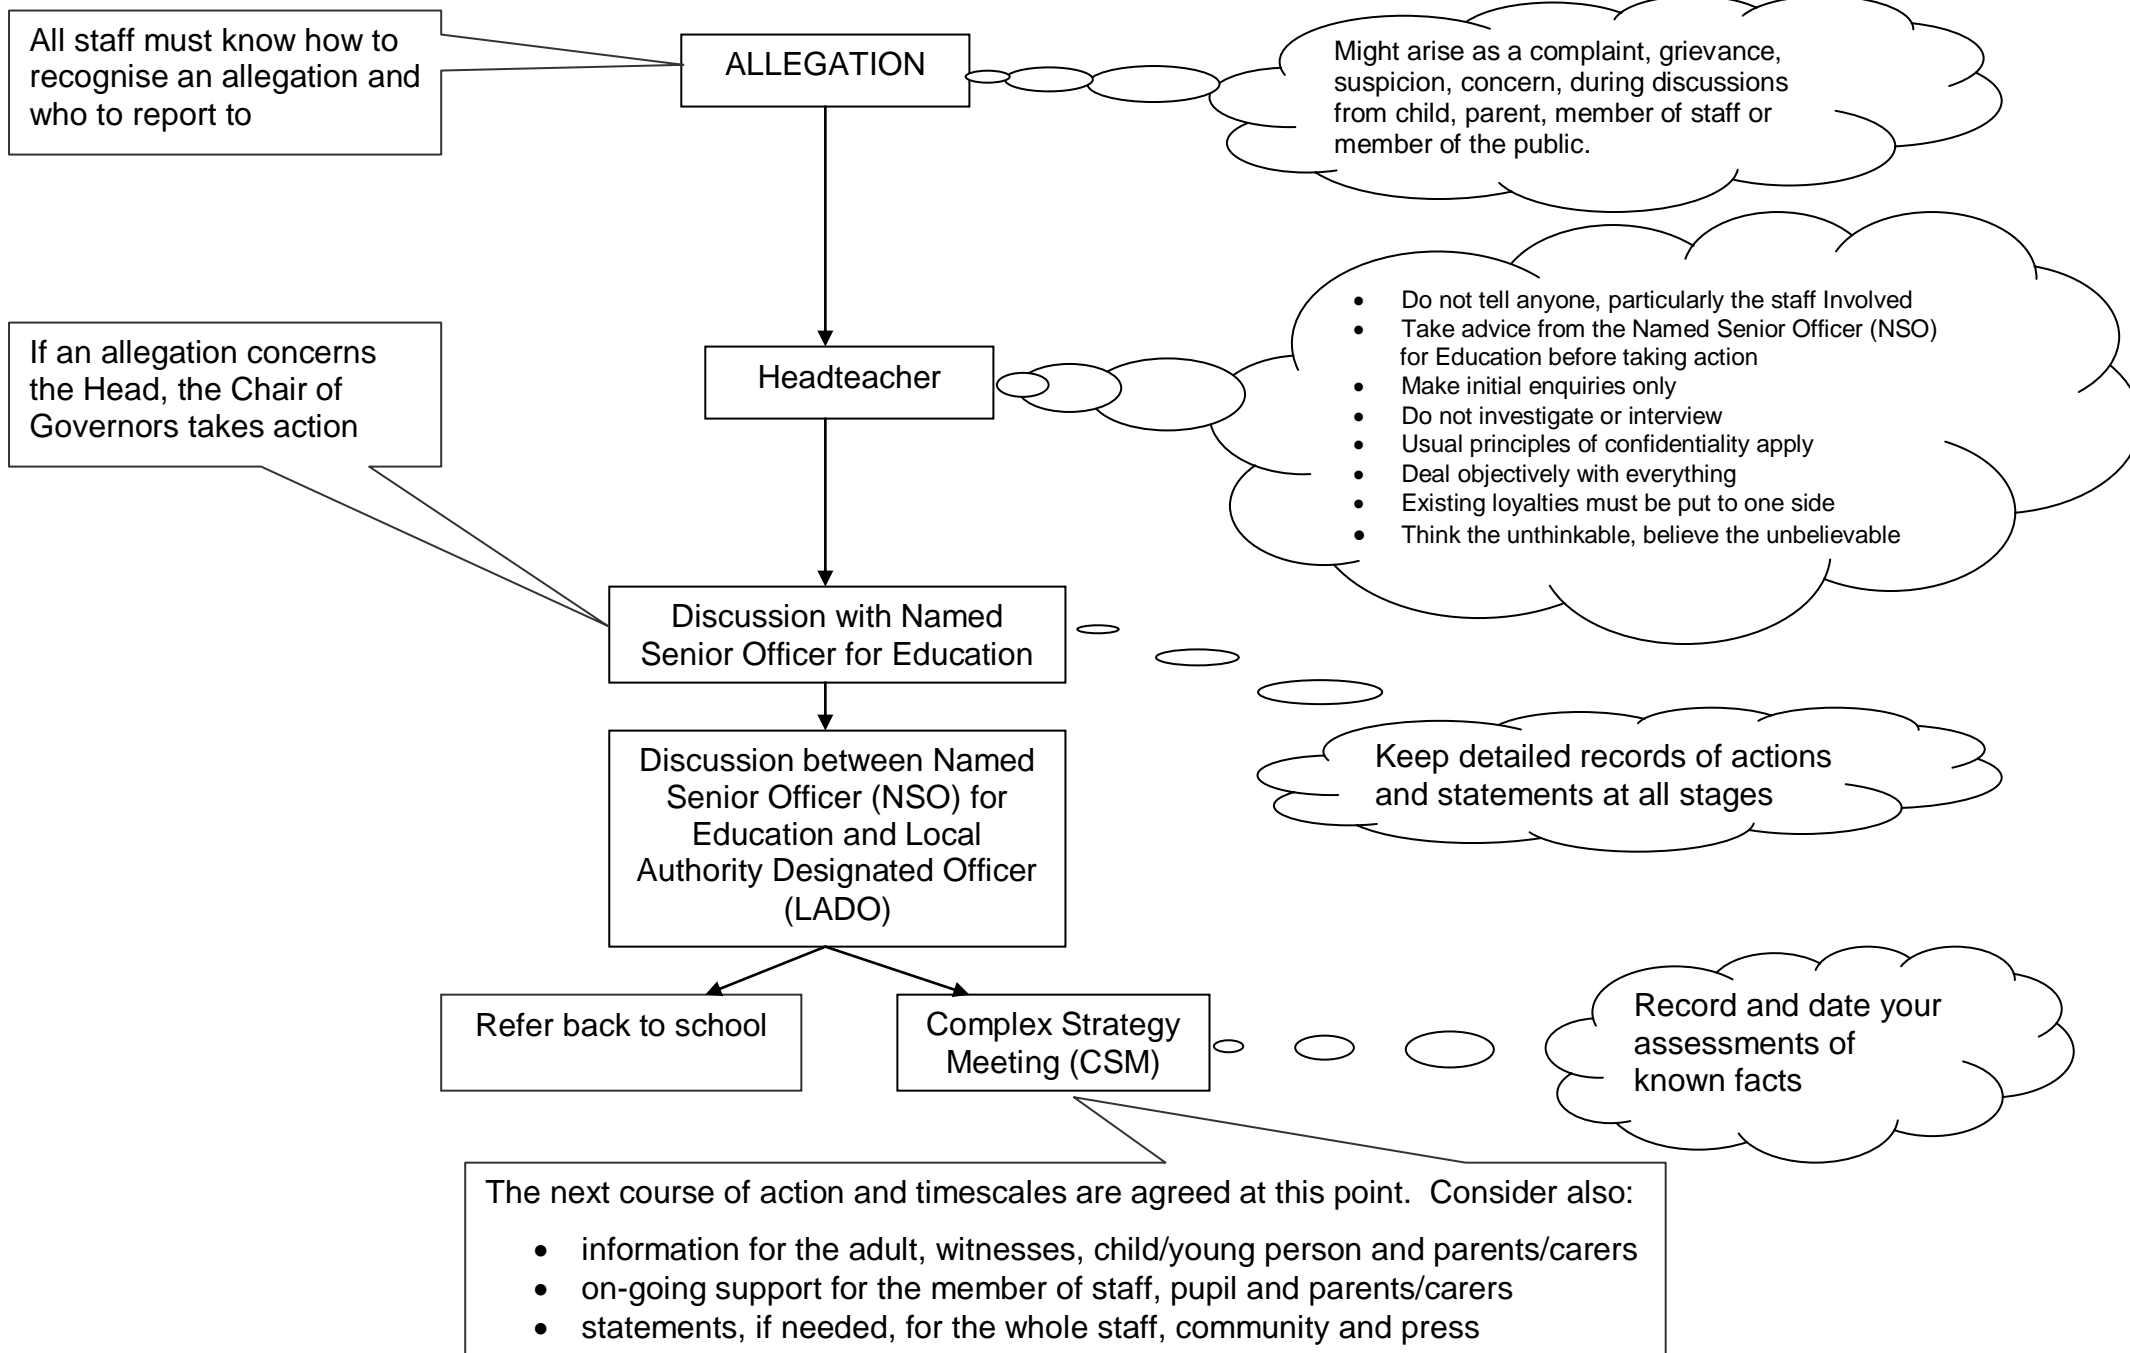 All staff must know how to
recognise an allegation and
who to report to
ALLEGATION
Might arise as a complaint, grievance,
suspicion, concern, during discussions
from child, parent, member of staff or
member of the public.
If an allegation concerns
the Head, the Chair of
Governors takes action
Headteacher
• Do not tell anyone, particularly the staff Involved
• Take advice from the Named Senior Officer (NSO)
for Education before taking action
• Make initial enquiries only
• Do not investigate or interview
• Usual principles of confidentiality apply
• Deal objectively with everything
• Existing loyalties must be put to one side
• Think the unthinkable, believe the unbelievable
Discussion with Named
Senior Officer for Education
Discussion between Named
Senior Officer (NSO) for
Education and Local
Authority Designated Officer
(LADO)
Keep detailed records of actions
and statements at all stages
Refer back to school
Complex Strategy
Meeting (CSM)
Record and date your
assessments of
known facts
The next course of action and timescales are agreed at this point.  Consider also:
• information for the adult, witnesses, child/young person and parents/carers
• on-going support for the member of staff, pupil and parents/carers
• statements, if needed, for the whole staff, community and press